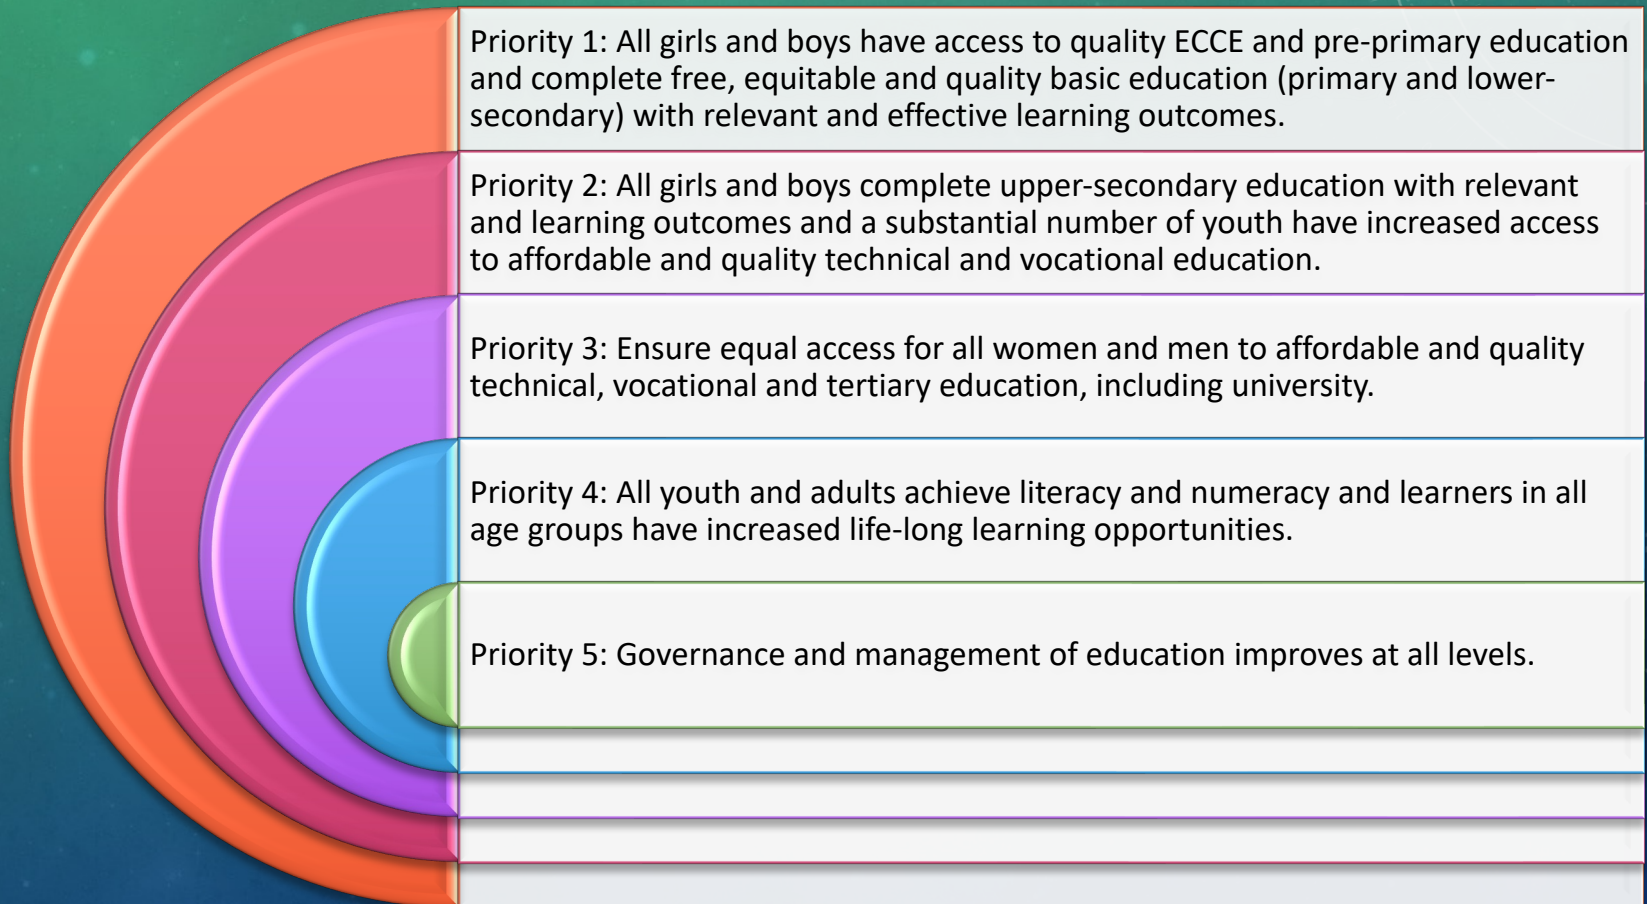 Priority 1: All girls and boys have access to quality ECCE and pre-primary education
and complete free, equitable and quality basic education (primary and lower-
secondary) with relevant and effective learning outcomes.
Priority 2: All girls and boys complete upper-secondary education with relevant
and learning outcomes and a substantial number of youth have increased access
to affordable and quality technical and vocational education.
Priority 3: Ensure equal access for all women and men to affordable and quality
technical, vocational and tertiary education, including university.
Priority 4: All youth and adults achieve literacy and numeracy and learners in all
age groups have increased life-long learning opportunities.
Priority 5: Governance and management of education improves at all levels.